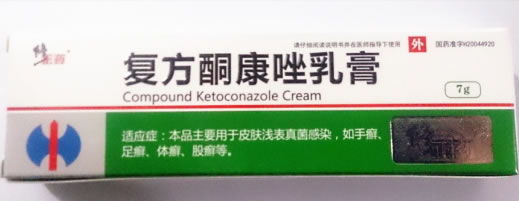 请仔细阅读说明书并在医师指导下使用
外
国药准字H20044920
复方酮康唑乳膏
Compound Ketoconazole Cream
7g
适应症：本品主要用于皮肤浅表真菌感染，如手癣、
足癣、体癣、股癣等。